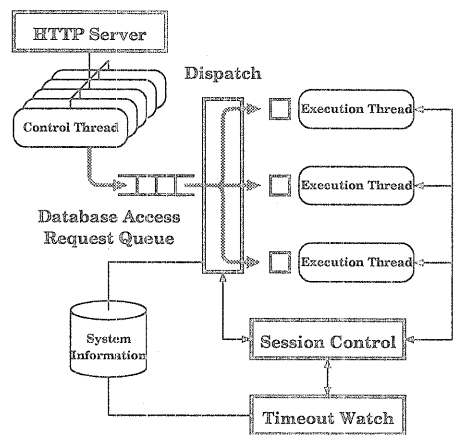 HTTP Server
Dispatch
Control Thread
Execution Thread
Execution Thread
Database Access
Request Queue
Execution Thread
System
Information
Session Control
Timeout Watch